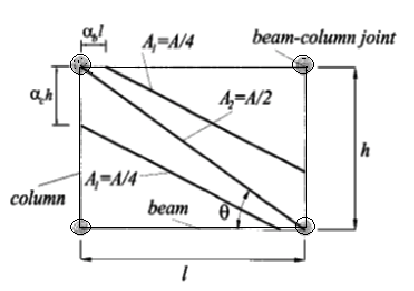 αbl
A1=A/4
beam-column joint
αch
A2=A/2
h
A1=A/4
column
beam
θ
l